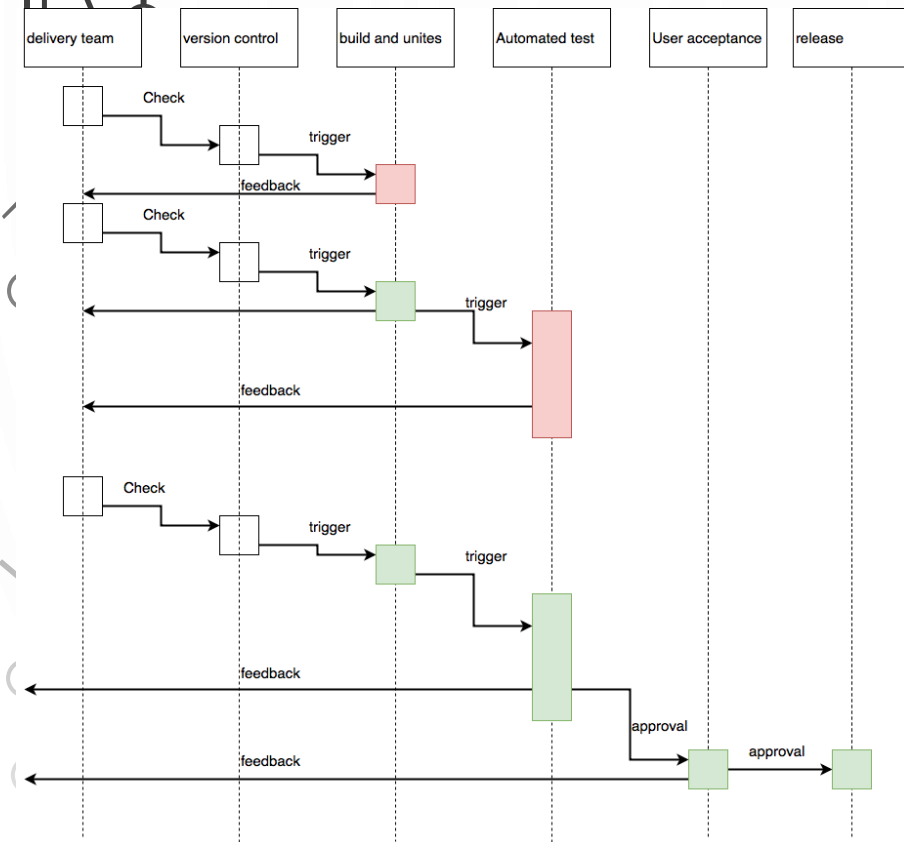 delivery team
version control
build and unites
Automated test
User acceptance
release
Check
trigger
feedback
Check
trigger
trigger
feedback
Check
trigger
trigger
feedback
approval
approval
feedback